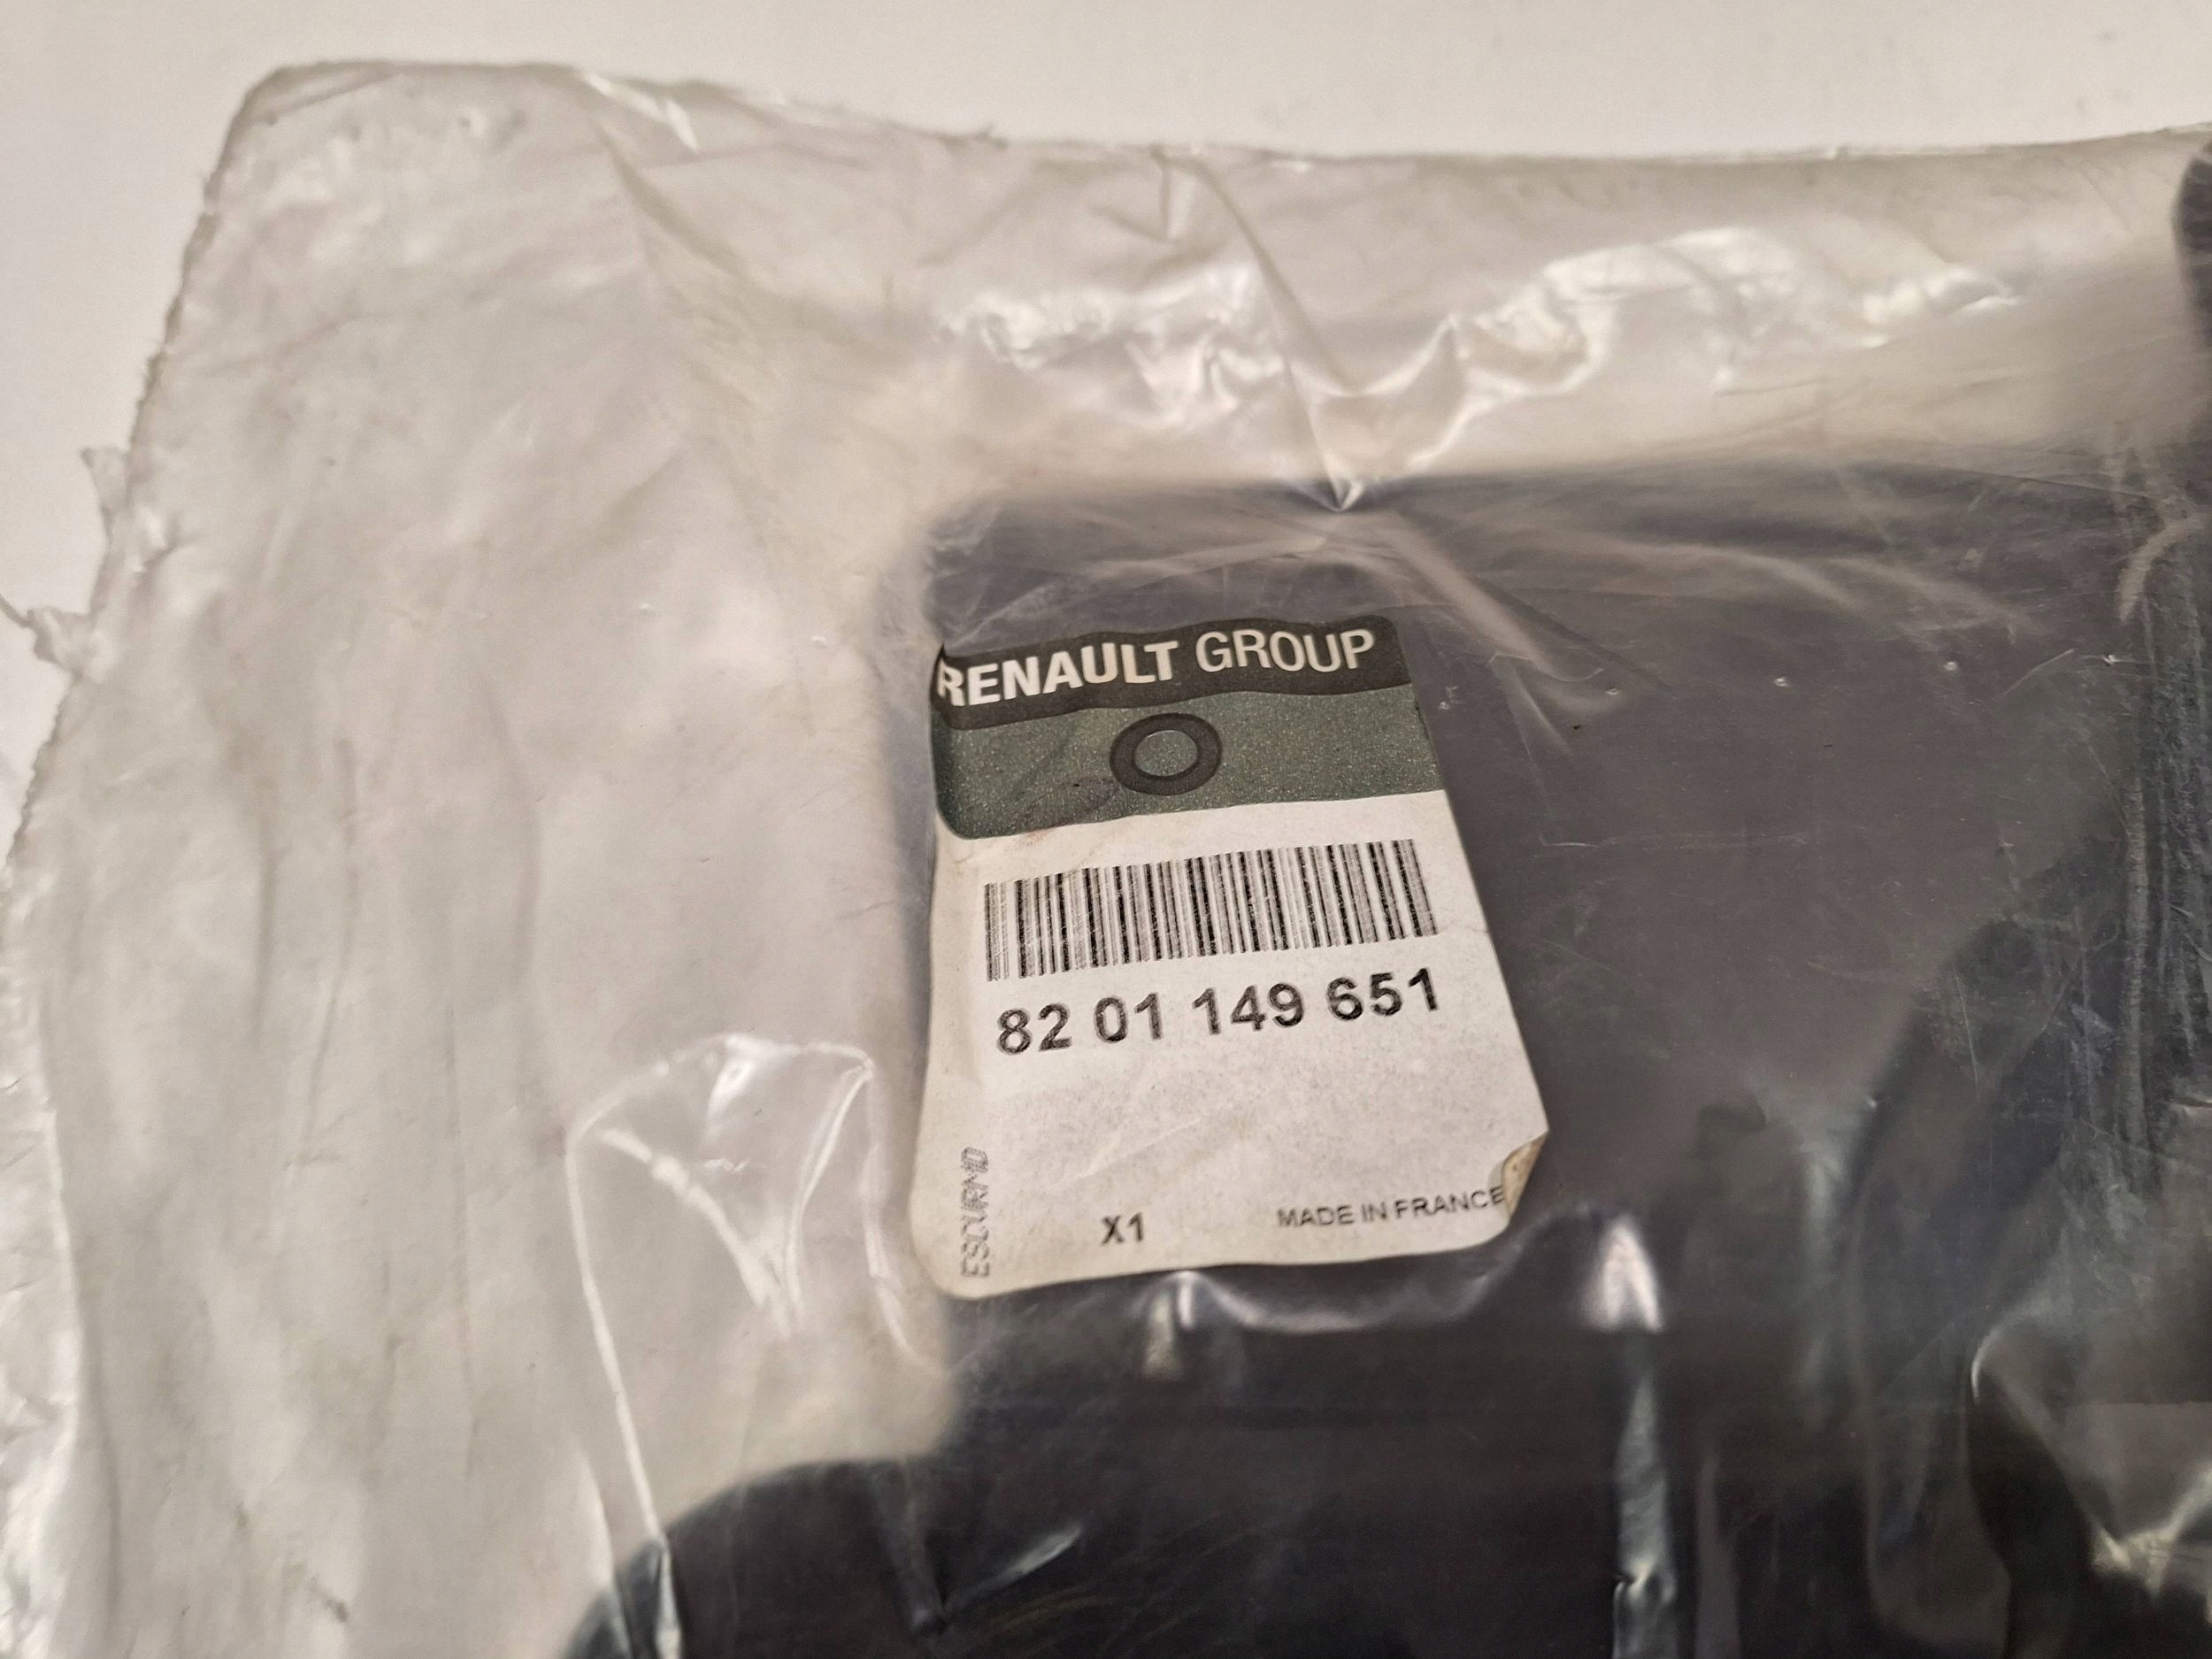 RENAULT GROUP
82 01 149 651
X1
MADE IN FRANCE